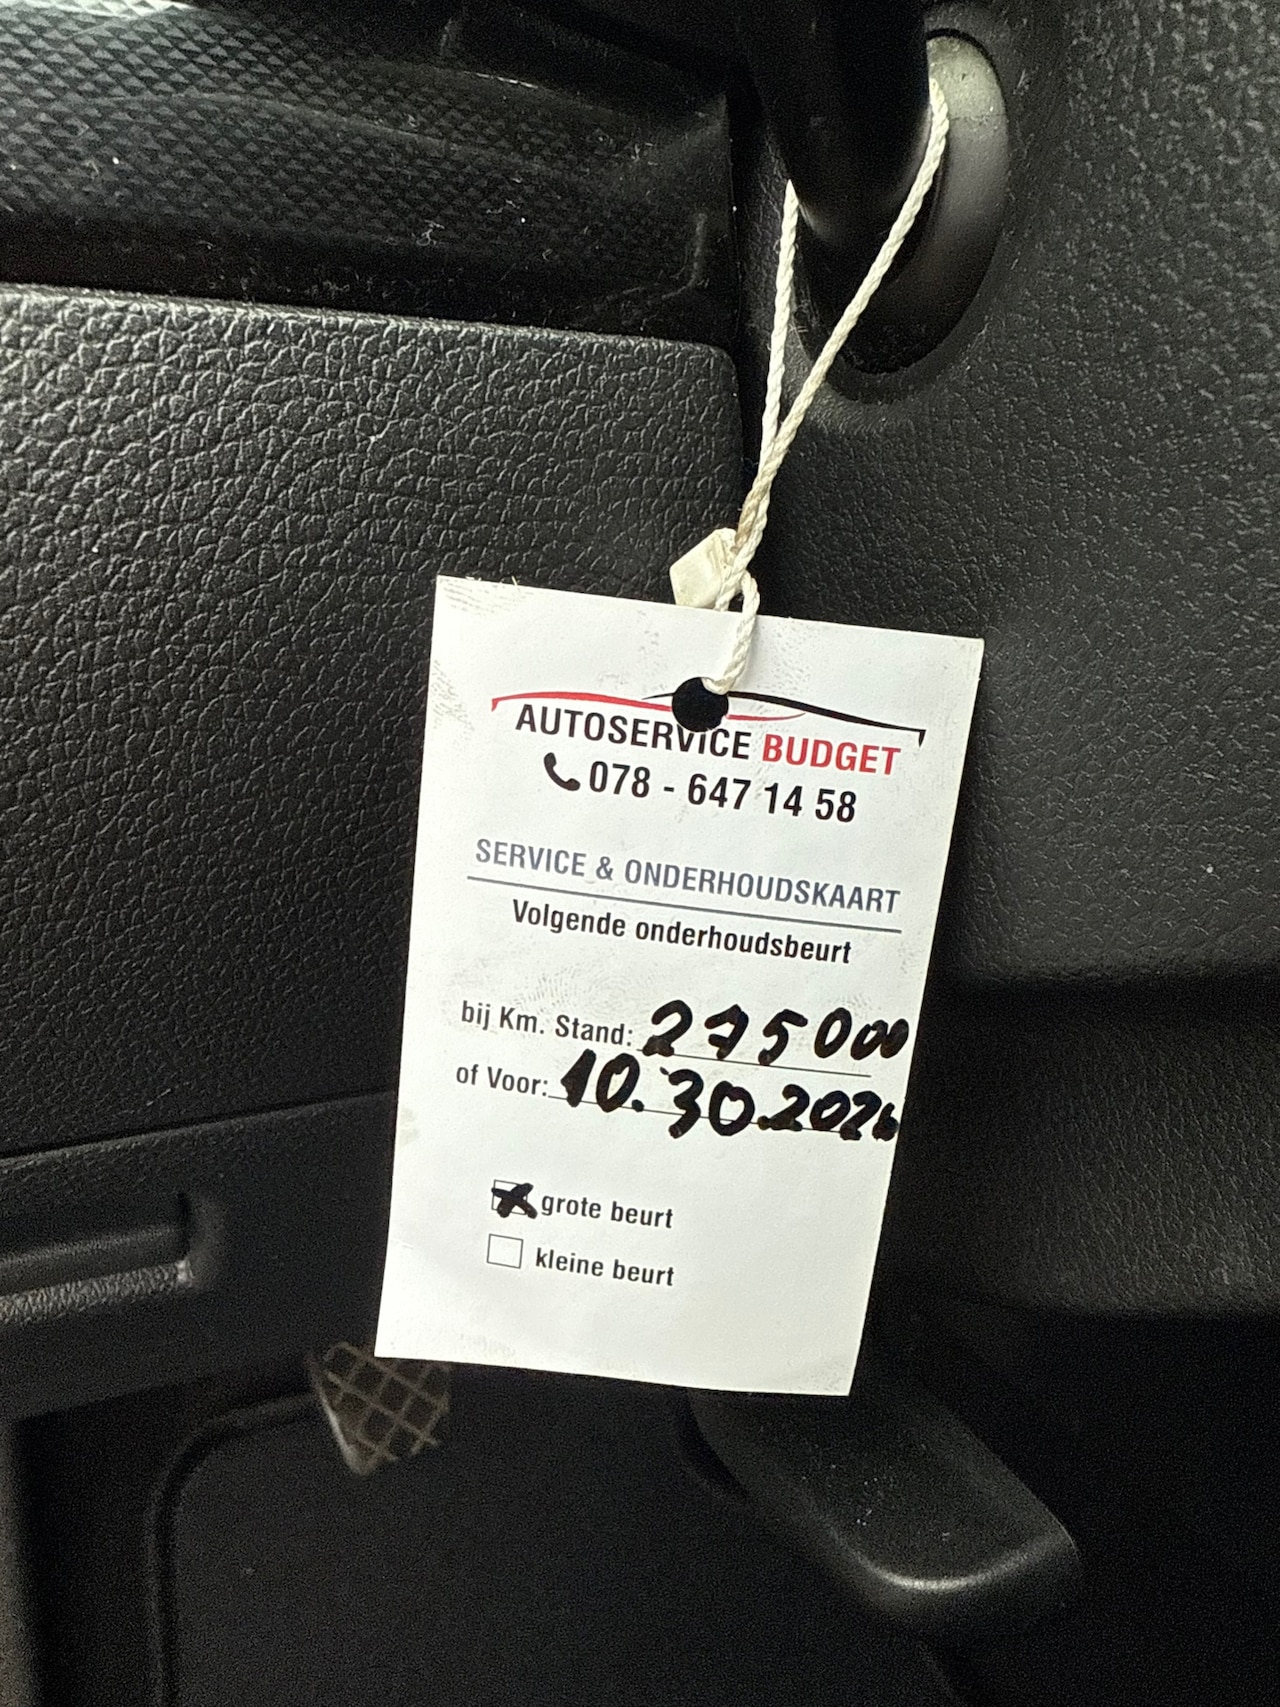 AUTOSERVICE BUDGET
078 - 647 14 58
SERVICE & ONDERHOUDSKAART
Volgende onderhoudsbeurt
bij Km. Stand: 275000
of Voor: 10.30.2026
grote beurt
kleine beurt